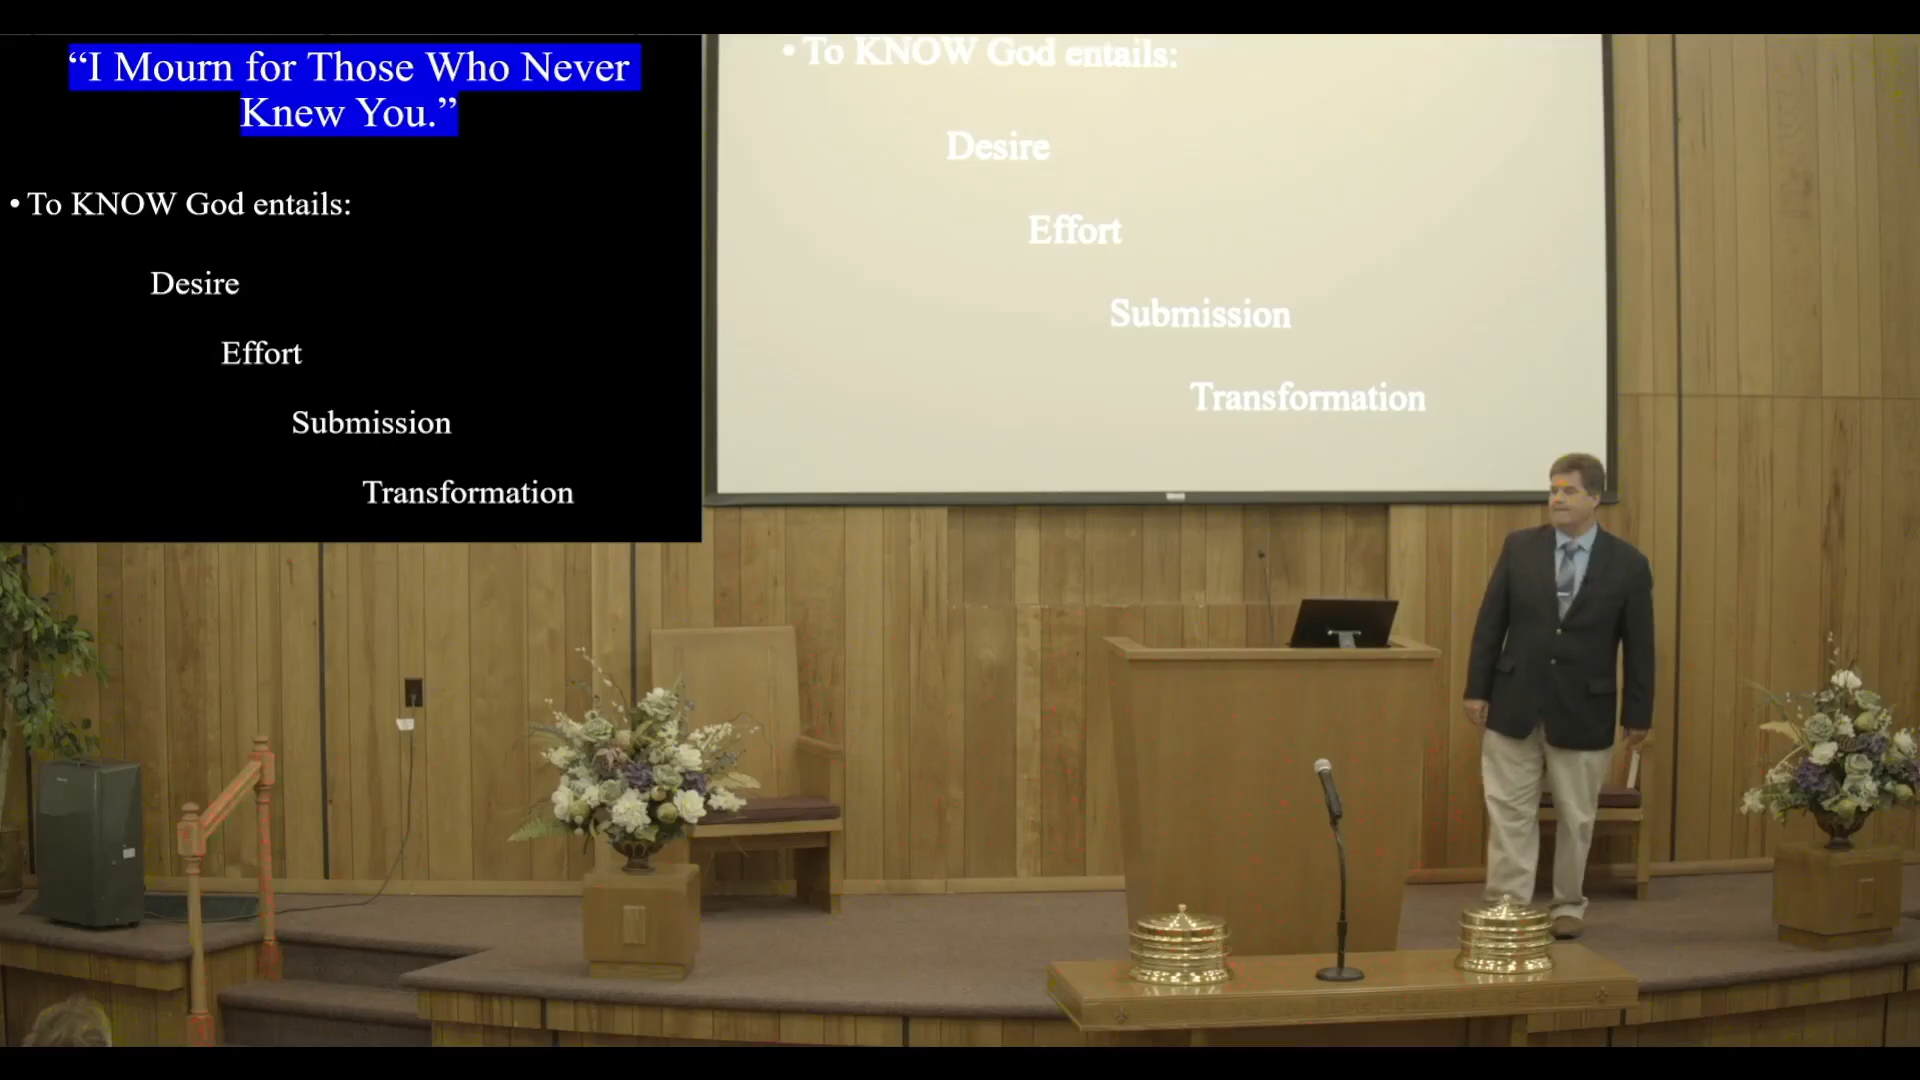 “I Mourn for Those Who Never
Knew You.”
• To KNOW God entails:
Desire
Effort
Submission
Transformation
• To KNOW God entails:
Desire
Effort
Submission
Transformation